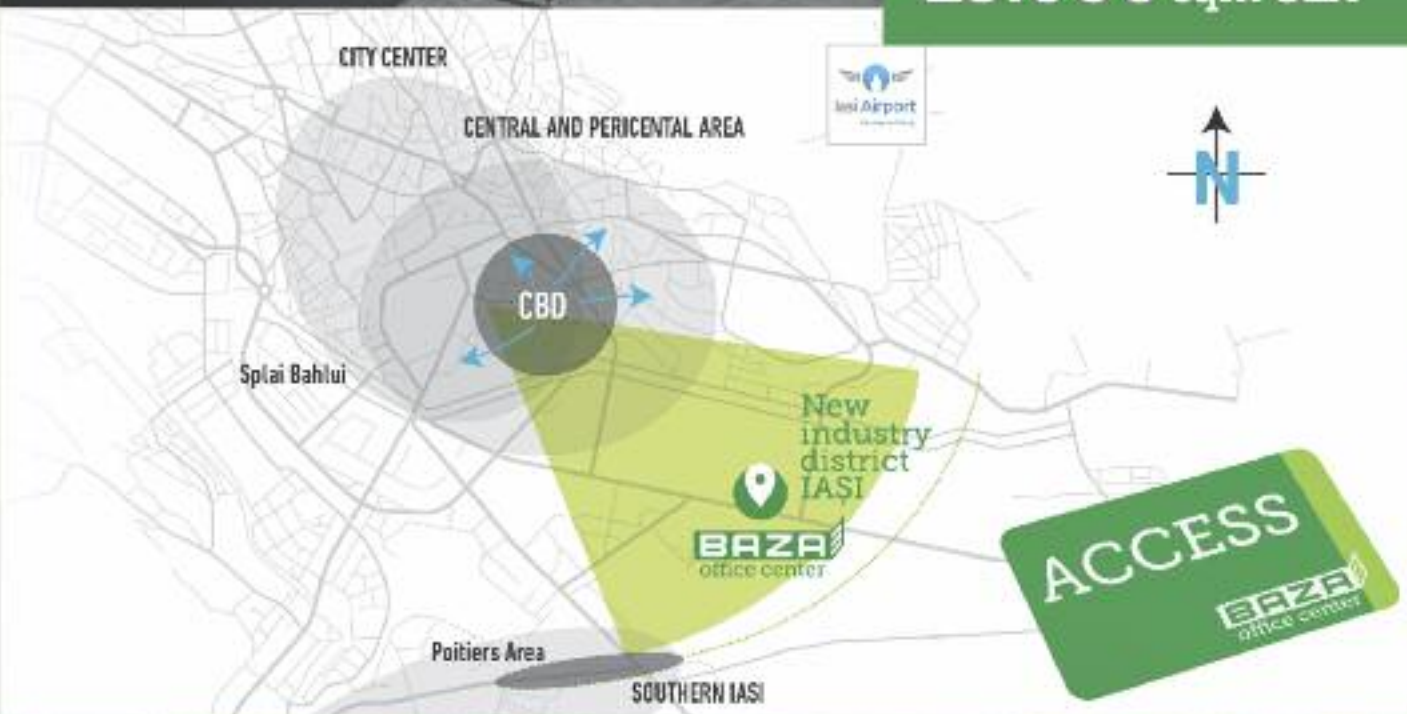 CITY CENTER
CENTRAL AND PERICENTAL AREA
Iasi Airport
N
CBD
Splai Bahlui
New
industry
district
IASI
BAZA
office center
ACCESS
BAZA
office center
Poitiers Area
SOUTHERN IASI